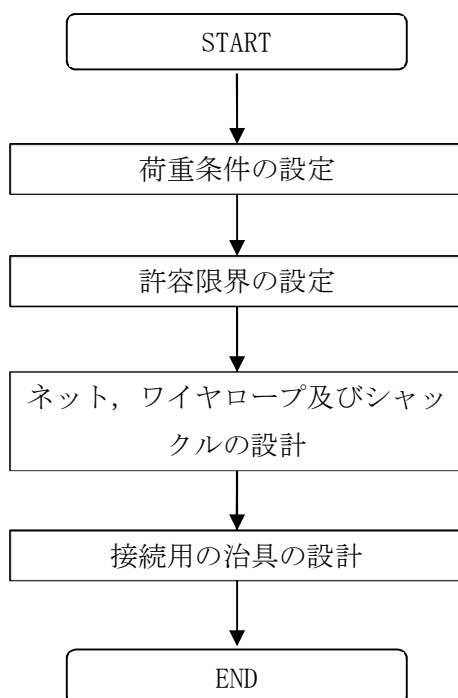 START
荷重条件の設定
許容限界の設定
ネット，ワイヤロープ及びシャッ
クルの設計
接続用の治具の設計
END